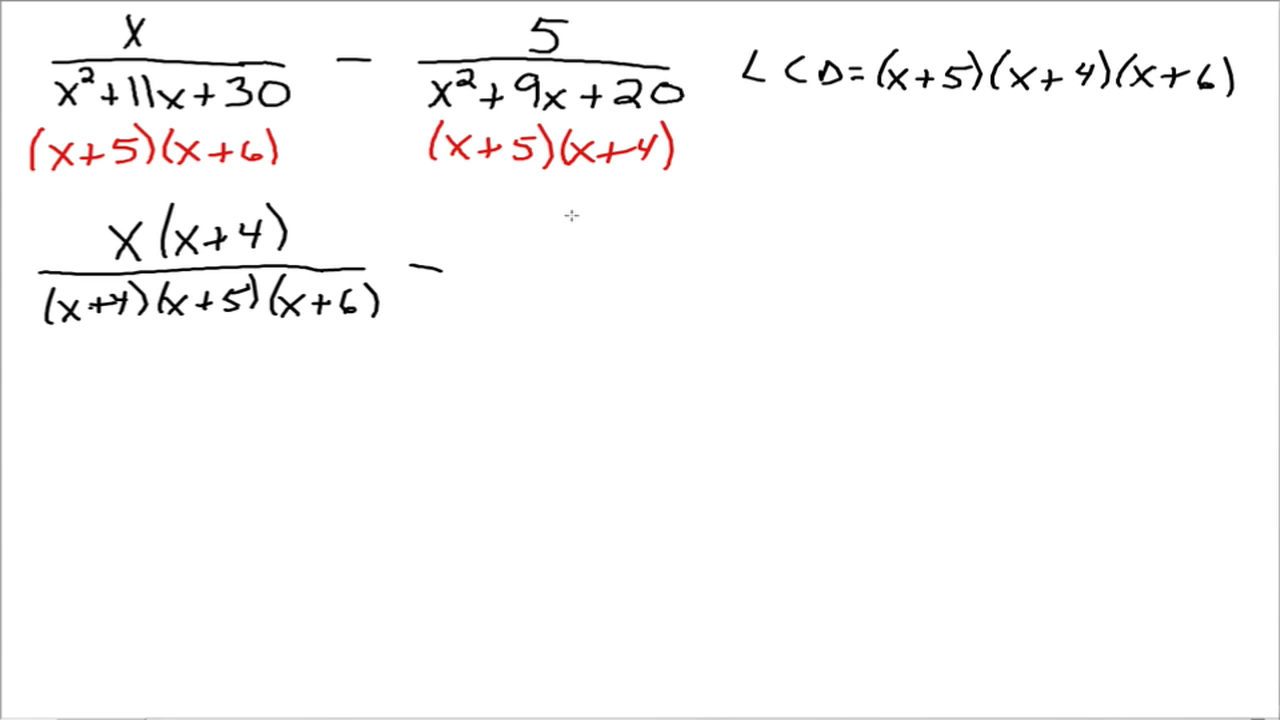 x/(x²+11x+30) − 5/(x²+9x+20) LCD=(x+5)(x+4)(x+6)
(x+5)(x+6) (x+5)(x+4)
x(x+4)/((x+4)(x+5)(x+6)) −